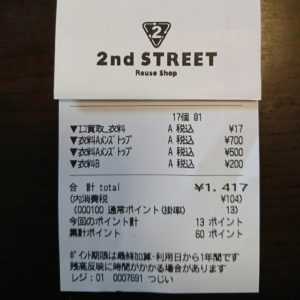 2
2nd STREET
Reuse Shop
17個 01
▼口買取_衣料 A 税込 ¥17
▼衣料Aメンズトップ A 税込 ¥700
▼衣料Aメンズトップ A 税込 ¥500
▼衣料B A 税込 ¥200
合 計 total ¥1,417
(内消費税 ¥104)
(000100 通常ポイント(掛率) 13)
今回のポイント計 13 ポイント
累計ポイント 60 ポイント
ポイント期限は最終加算・利用日から1年間です
残高反映に時間がかかる場合があります
レジ:01 0007691 つじい